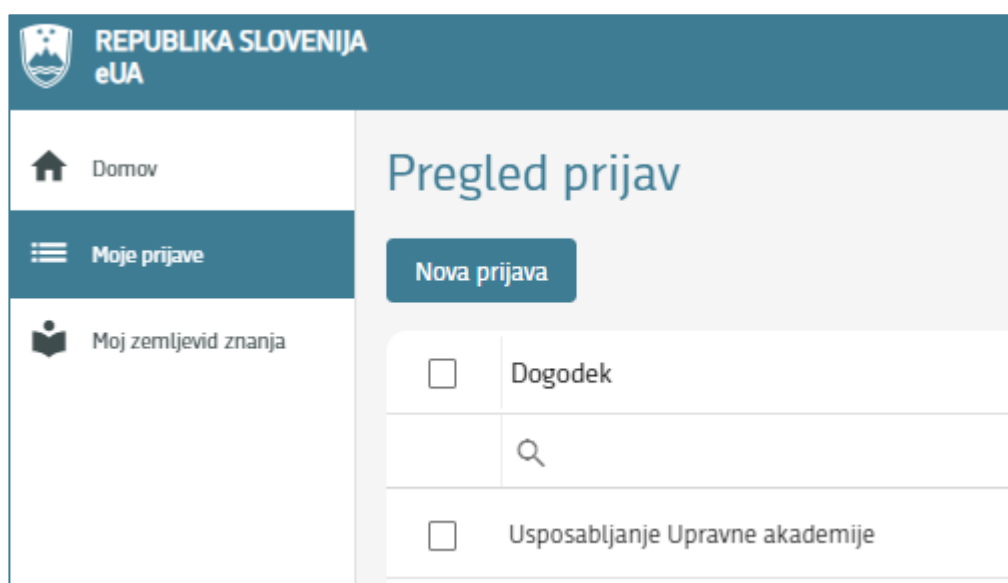 REPUBLIKA SLOVENIJA
eUA
Domov
Moje prijave
Moj zemljevid znanja
Pregled prijav
Nova prijava
Dogodek
Usposabljanje Upravne akademije